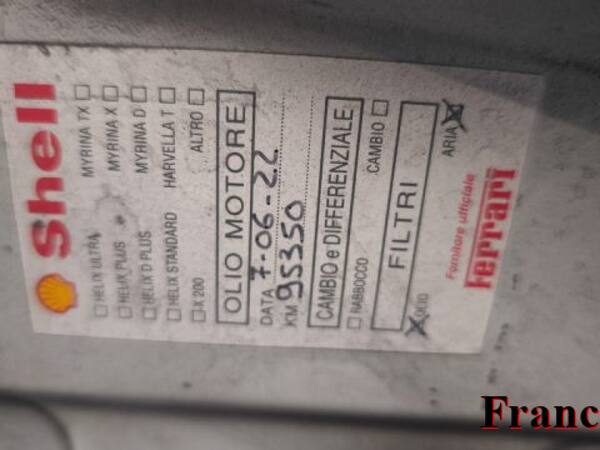 Shell
HELIX ULTRA MYRINA TX
HELIX PLUS MYRINA X
HELIX D PLUS MYRINA D
HELIX STANDARD HARVELLA T
X 200 ALTRO
OLIO MOTORE
DATA 7-06-22
KM 95350
CAMBIO e DIFFERENZIALE
RABBOCCO CAMBIO
FILTRI
OLIO ARIA
Fornitore ufficiale
Ferrari
Franc